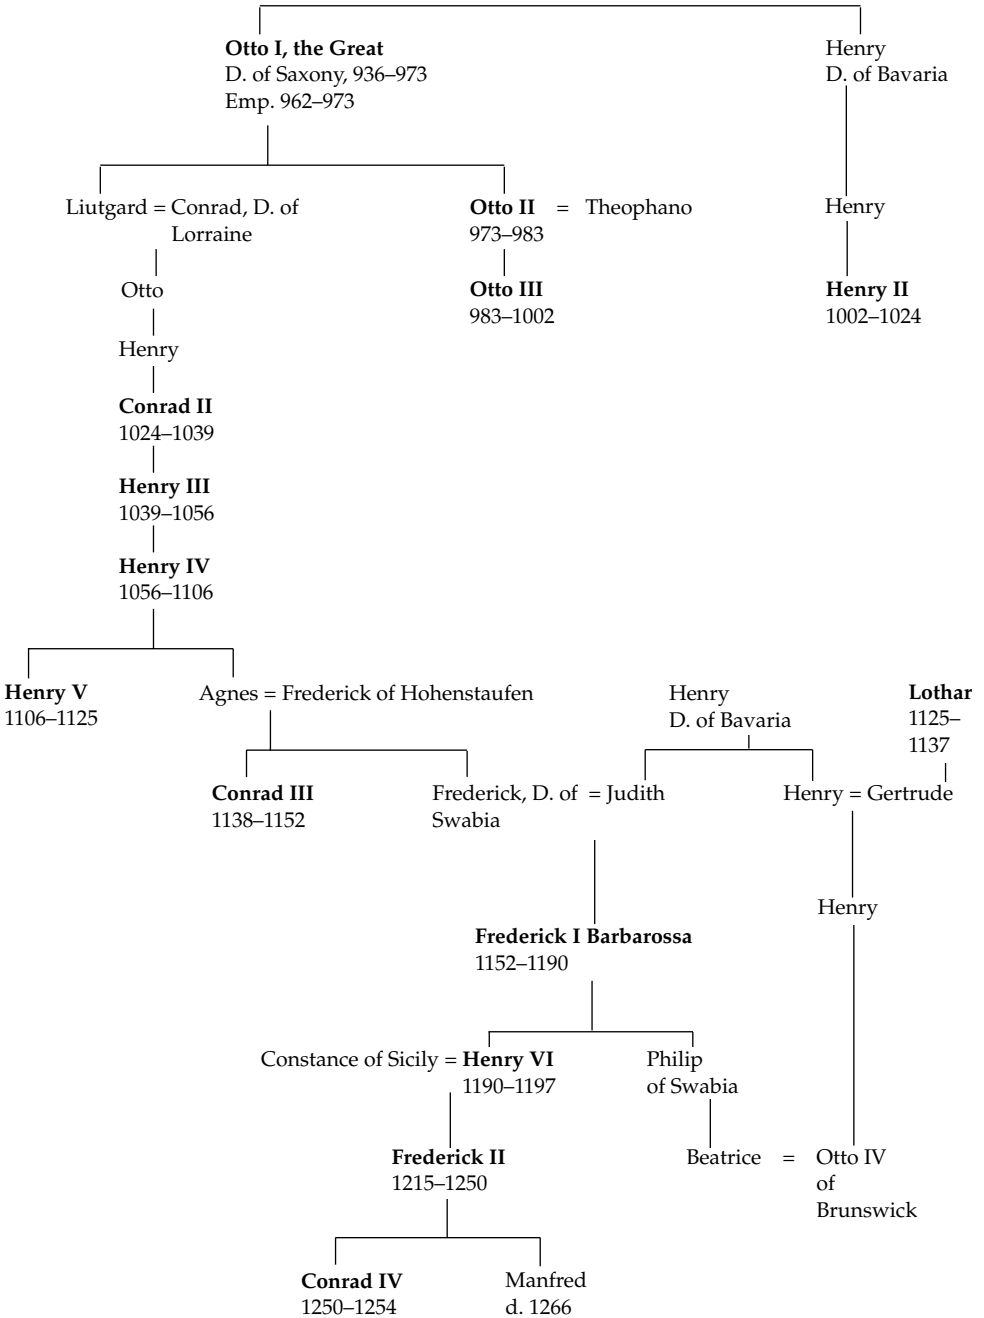 Otto I, the Great
D. of Saxony, 936–973
Emp. 962–973
Henry
D. of Bavaria
Liutgard = Conrad, D. of
Lorraine
Otto II = Theophano
973–983
Henry
Otto
Otto III
983–1002
Henry II
1002–1024
Henry
Conrad II
1024–1039
Henry III
1039–1056
Henry IV
1056–1106
Henry V
1106–1125
Agnes = Frederick of Hohenstaufen
Henry
D. of Bavaria
Lothar
1125–
1137
Conrad III
1138–1152
Frederick, D. of = Judith
Swabia
Henry = Gertrude
Henry
Frederick I Barbarossa
1152–1190
Constance of Sicily = Henry VI
1190–1197
Philip
of Swabia
Frederick II
1215–1250
Beatrice = Otto IV
of
Brunswick
Conrad IV
1250–1254
Manfred
d. 1266